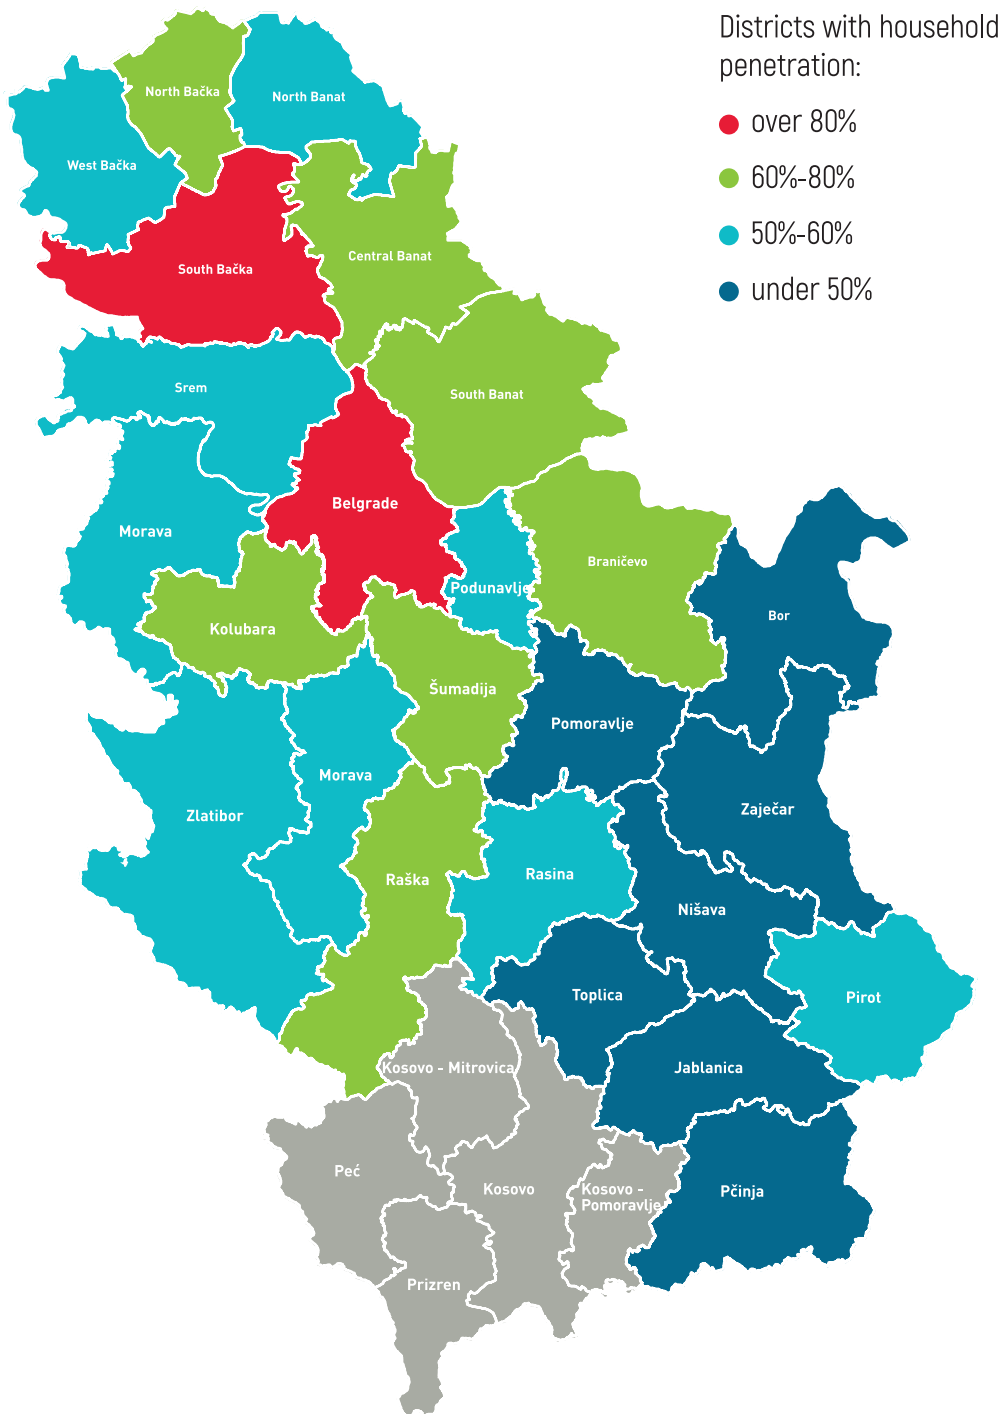 Districts with household
penetration:
over 80%
60%-80%
50%-60%
under 50%
North Bačka
North Banat
West Bačka
South Bačka
Central Banat
Srem
South Banat
Belgrade
Morava
Podunavlje
Braničevo
Kolubara
Bor
Šumadija
Pomoravlje
Morava
Zlatibor
Zaječar
Raška
Rasina
Nišava
Toplica
Pirot
Kosovo - Mitrovica
Jablanica
Peć
Kosovo
Kosovo -
Pomoravlje
Pčinja
Prizren